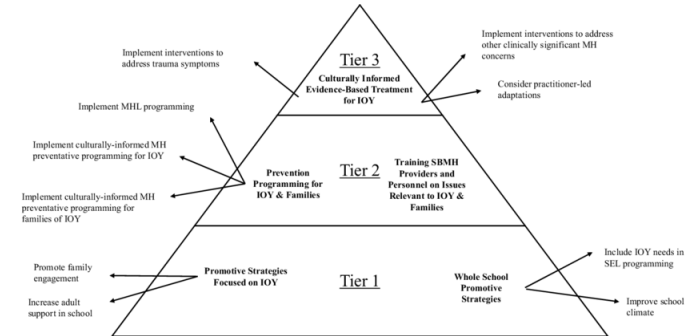 Tier 3
Culturally Informed
Evidence-Based Treatment
for IOY
Implement interventions to
address trauma symptoms
Implement interventions to address
other clinically significant MH
concerns
Consider practitioner-led
adaptations
Implement MHL programming
Implement culturally-informed MH
preventative programming for IOY
Implement culturally-informed MH
preventative programming for
families of IOY
Prevention
Programming for
IOY & Families
Tier 2
Training SBMH
Providers and
Personnel on Issues
Relevant to IOY &
Families
Promote family
engagement
Increase adult
support in school
Promotive Strategies
Focused on IOY
Tier 1
Whole School
Promotive
Strategies
Include IOY needs in
SEL programming
Improve school
climate